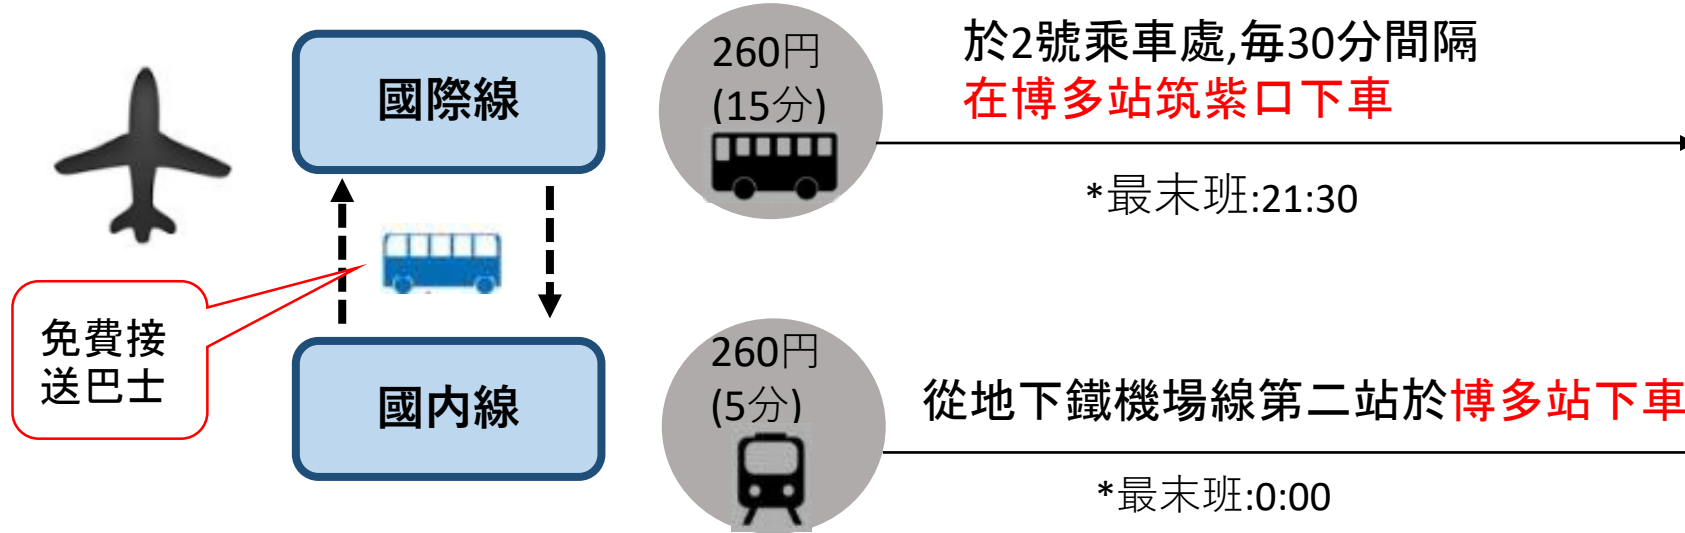 國際線
260円
(15分)
於2號乘車處,每30分間隔
在博多站筑紫口下車
*最末班:21:30
免費接
送巴士
國内線
260円
(5分)
從地下鐵機場線第二站於博多站下車
*最末班:0:00